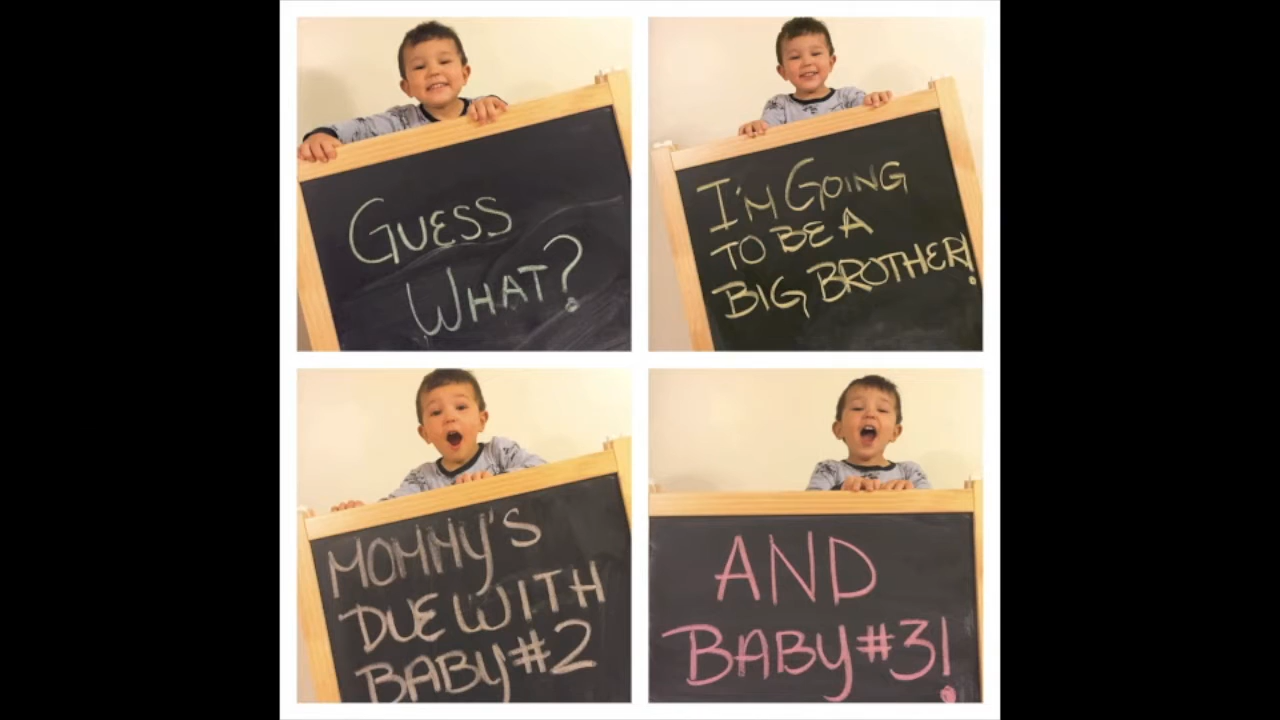 GUESS
WHAT?
I'M GOING
TO BE A
BIG BROTHER!
MOMMY'S
DUE WITH
BABY #2
AND
BABY #3!